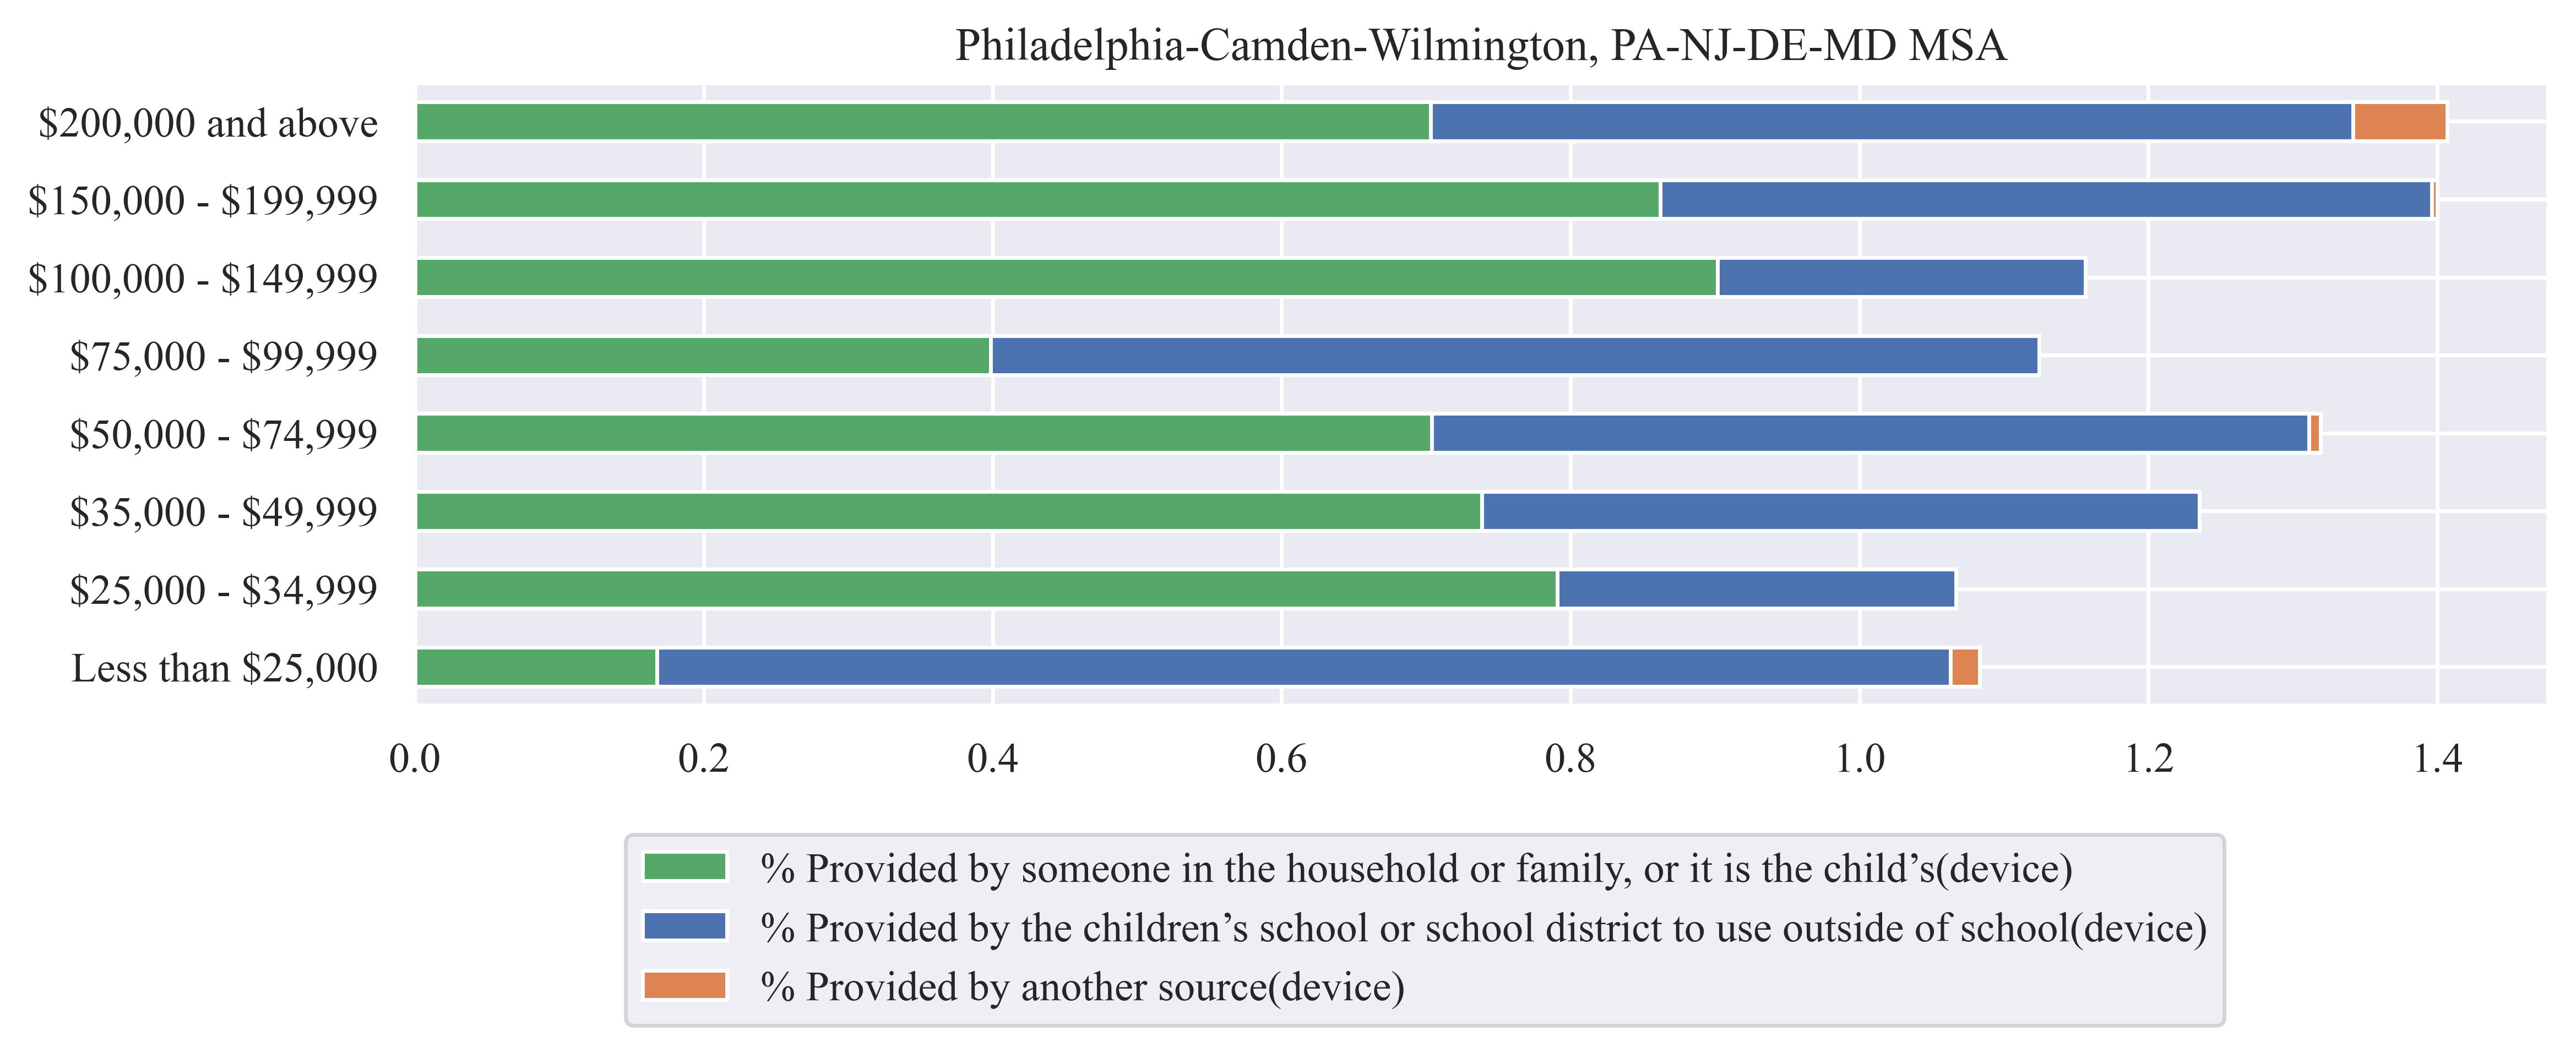 Philadelphia-Camden-Wilmington, PA-NJ-DE-MD MSA
$200,000 and above
$150,000 - $199,999
$100,000 - $149,999
$75,000 - $99,999
$50,000 - $74,999
$35,000 - $49,999
$25,000 - $34,999
Less than $25,000
0.0 0.2 0.4 0.6 0.8 1.0 1.2 1.4
% Provided by someone in the household or family, or it is the child’s(device)
% Provided by the children’s school or school district to use outside of school(device)
% Provided by another source(device)